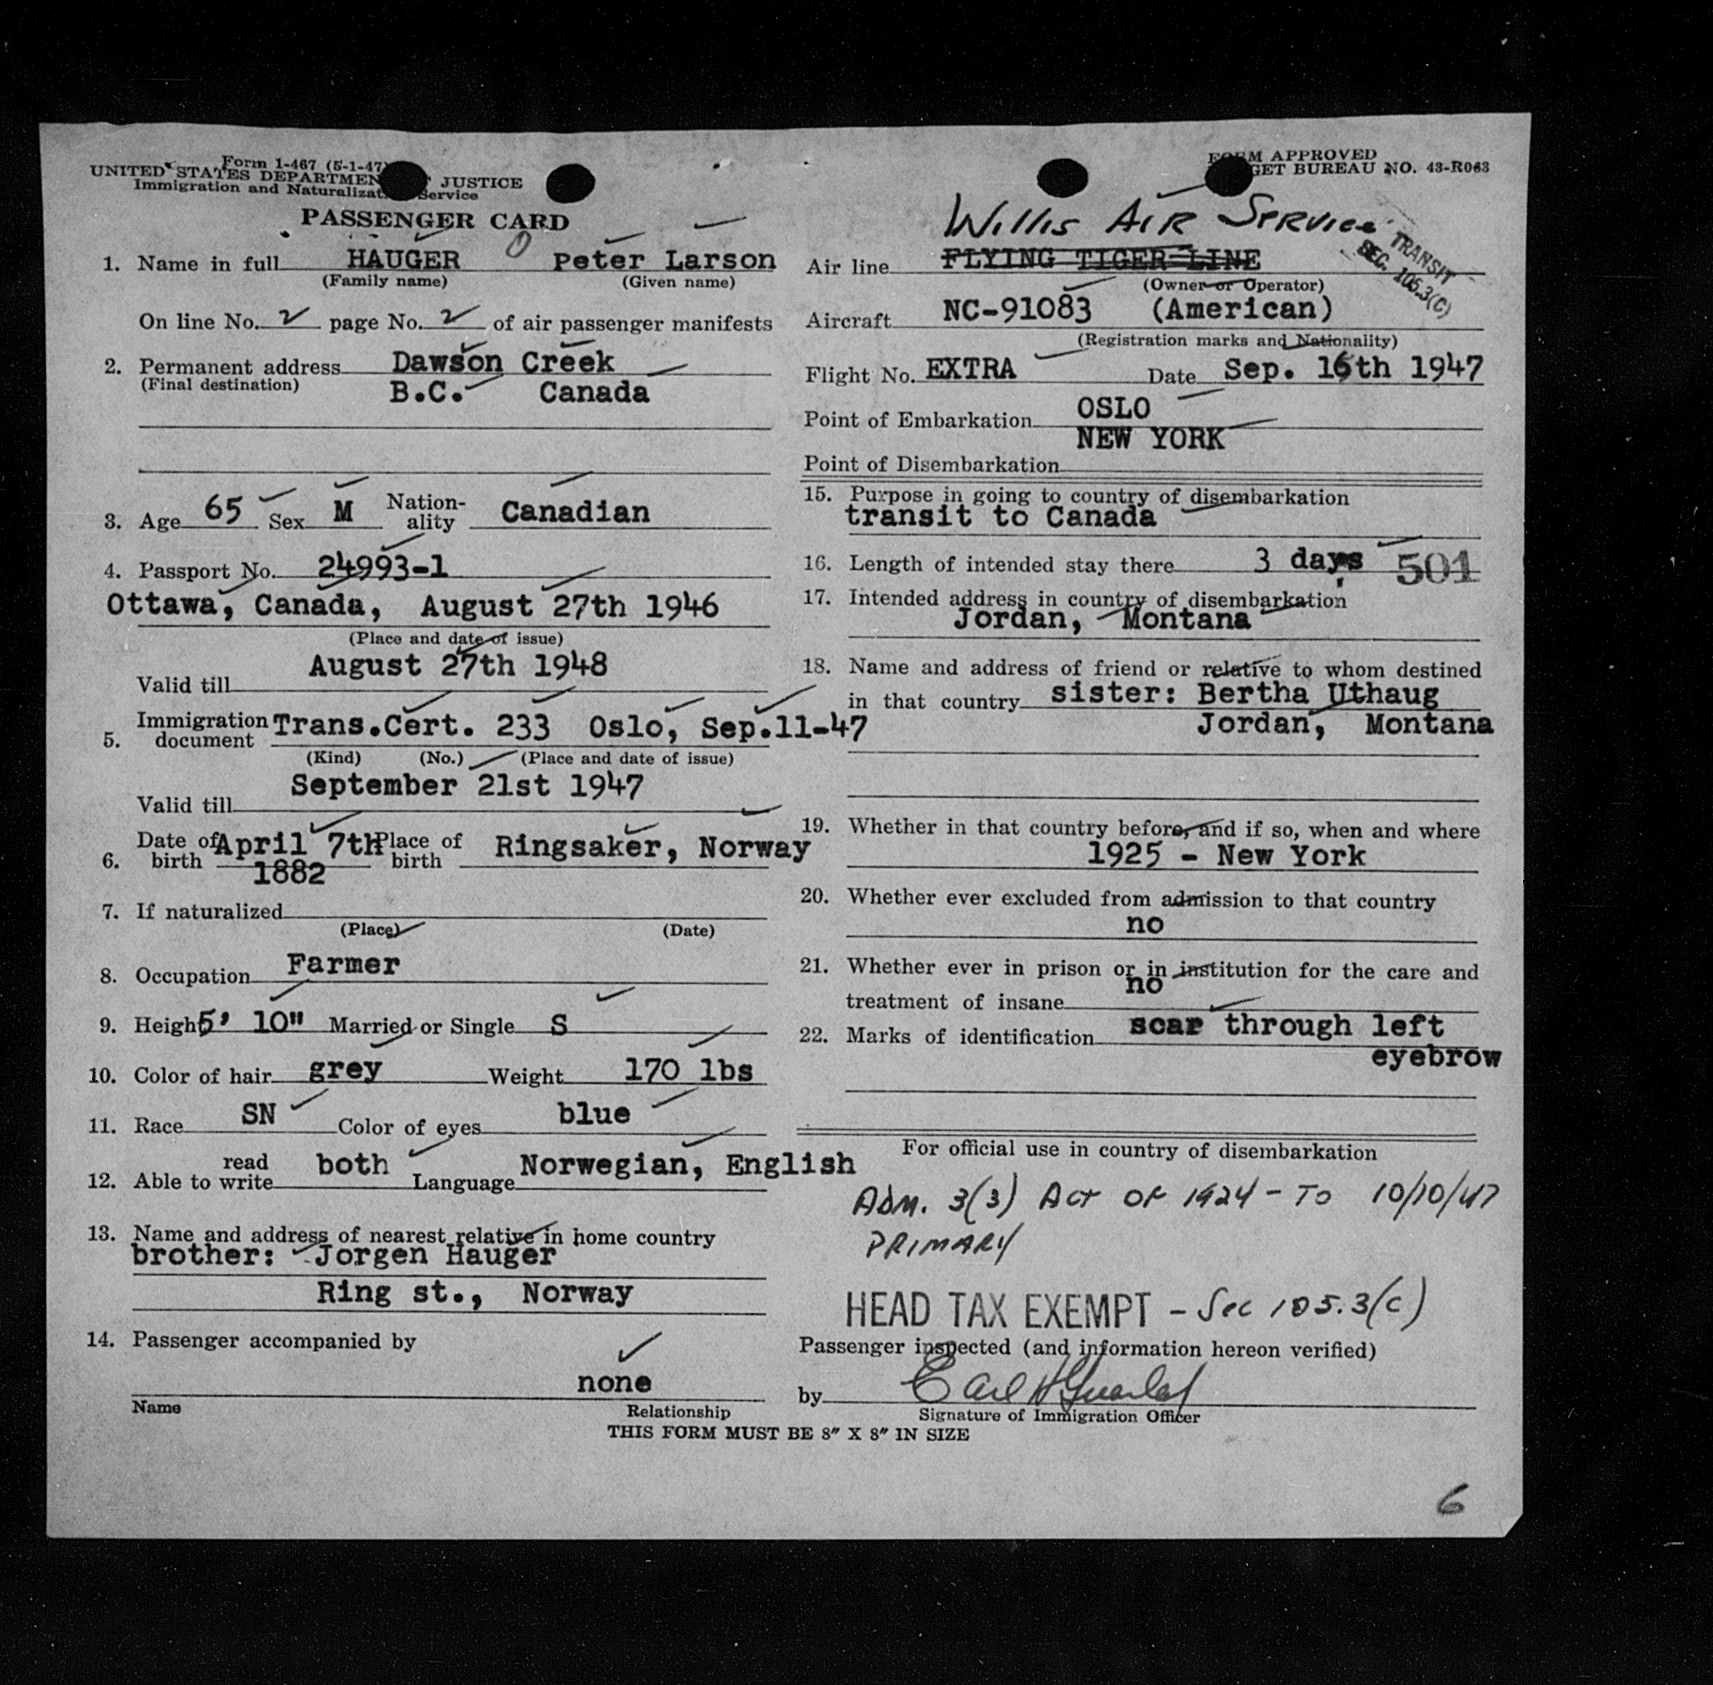 Form 1-467 (5-1-47)
UNITED STATES DEPARTMEN JUSTICE
Immigration and Naturalizat Service
PASSENGER CARD
1. Name in full HAUGER Peter Larson
(Family name) (Given name)
On line No. 2 page No. 2 of air passenger manifests
2. Permanent address Dawson Creek
(Final destination) B.C. Canada
3. Age 65 Sex M Nation-
ality Canadian
4. Passport No. 24993-1
Ottawa, Canada, August 27th 1946
(Place and date of issue)
August 27th 1948
Valid till
5. Immigration document Trans.Cert. 233 Oslo, Sep.11-47
(Kind) (No.) (Place and date of issue)
September 21st 1947
Valid till
6. Date of birth April 7th Place of birth Ringsaker, Norway
1882
7. If naturalized
(Place) (Date)
8. Occupation Farmer
9. Height 5' 10" Married or Single S
10. Color of hair grey Weight 170 lbs
11. Race SN Color of eyes blue
12. Able to read write both Language Norwegian, English
13. Name and address of nearest relative in home country
brother: Jorgen Hauger
Ring st., Norway
14. Passenger accompanied by
none
Name Relationship
THIS FORM MUST BE 8" X 8" IN SIZE
FORM APPROVED
GET BUREAU NO. 43-R063
Willis Air Service
TRANSIT
SEC. 105.3(C)
Air line FLYING TIGER LINE
(Owner or Operator)
Aircraft NC-91083 (American)
(Registration marks and Nationality)
Flight No. EXTRA Date Sep. 16th 1947
Point of Embarkation OSLO
NEW YORK
Point of Disembarkation
15. Purpose in going to country of disembarkation
transit to Canada
16. Length of intended stay there 3 days 501
17. Intended address in country of disembarkation
Jordan, Montana
18. Name and address of friend or relative to whom destined
in that country sister: Bertha Uthaug
Jordan, Montana
19. Whether in that country before, and if so, when and where
1925 - New York
20. Whether ever excluded from admission to that country
no
21. Whether ever in prison or in institution for the care and
no
treatment of insane
22. Marks of identification scar through left
eyebrow
For official use in country of disembarkation
ADM. 3(3) ACT OF 1924 - TO 10/10/47
PRIMARY
HEAD TAX EXEMPT - Sec 105.3(c)
Passenger inspected (and information hereon verified)
by Earl H
Signature of Immigration Officer
6